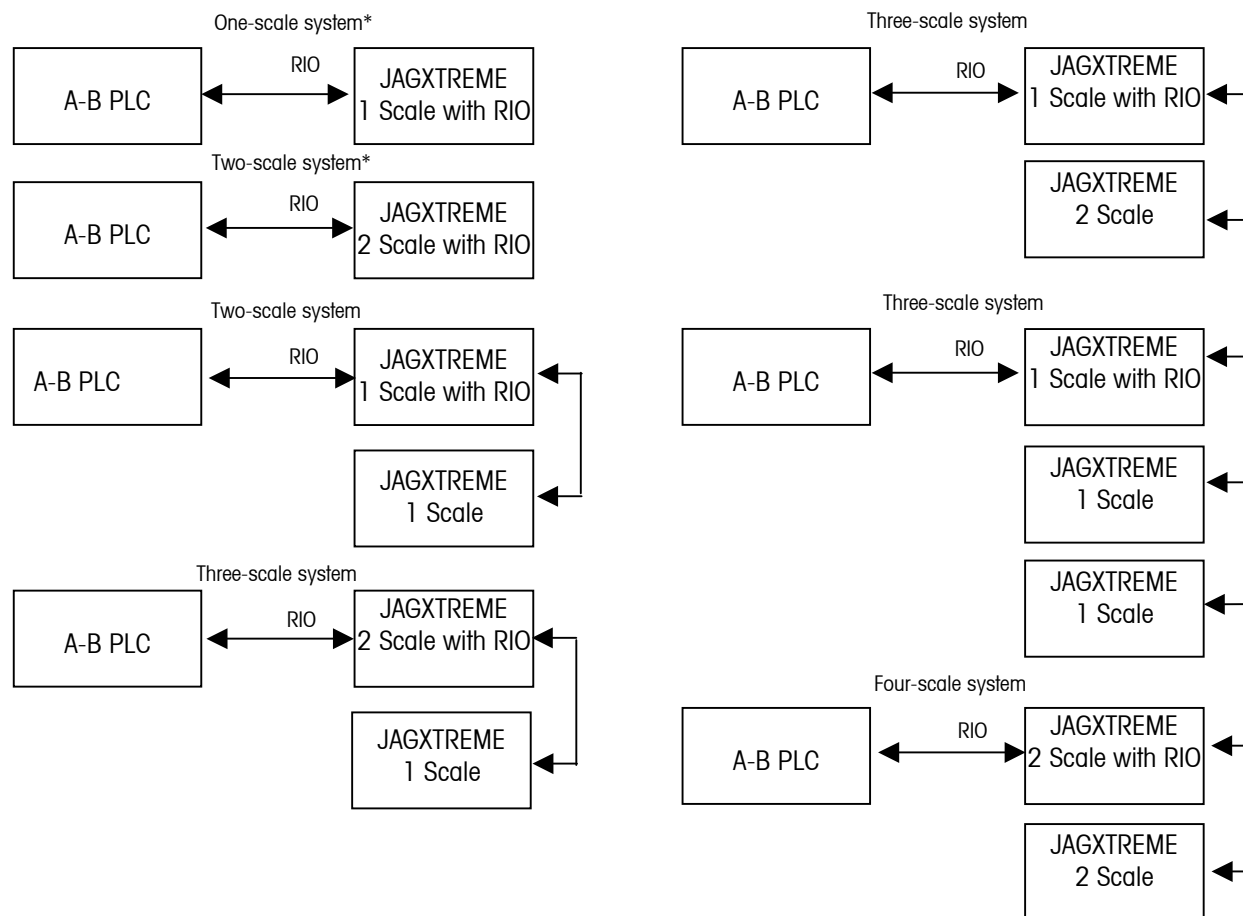 One-scale system*
A-B PLC
RIO
JAGXTREME
1 Scale with RIO
Two-scale system*
A-B PLC
RIO
JAGXTREME
2 Scale with RIO
Two-scale system
A-B PLC
RIO
JAGXTREME
1 Scale with RIO
JAGXTREME
1 Scale
Three-scale system
A-B PLC
RIO
JAGXTREME
2 Scale with RIO
JAGXTREME
1 Scale
Three-scale system
A-B PLC
RIO
JAGXTREME
1 Scale with RIO
JAGXTREME
2 Scale
Three-scale system
A-B PLC
RIO
JAGXTREME
1 Scale with RIO
JAGXTREME
1 Scale
JAGXTREME
1 Scale
Four-scale system
A-B PLC
RIO
JAGXTREME
2 Scale with RIO
JAGXTREME
2 Scale